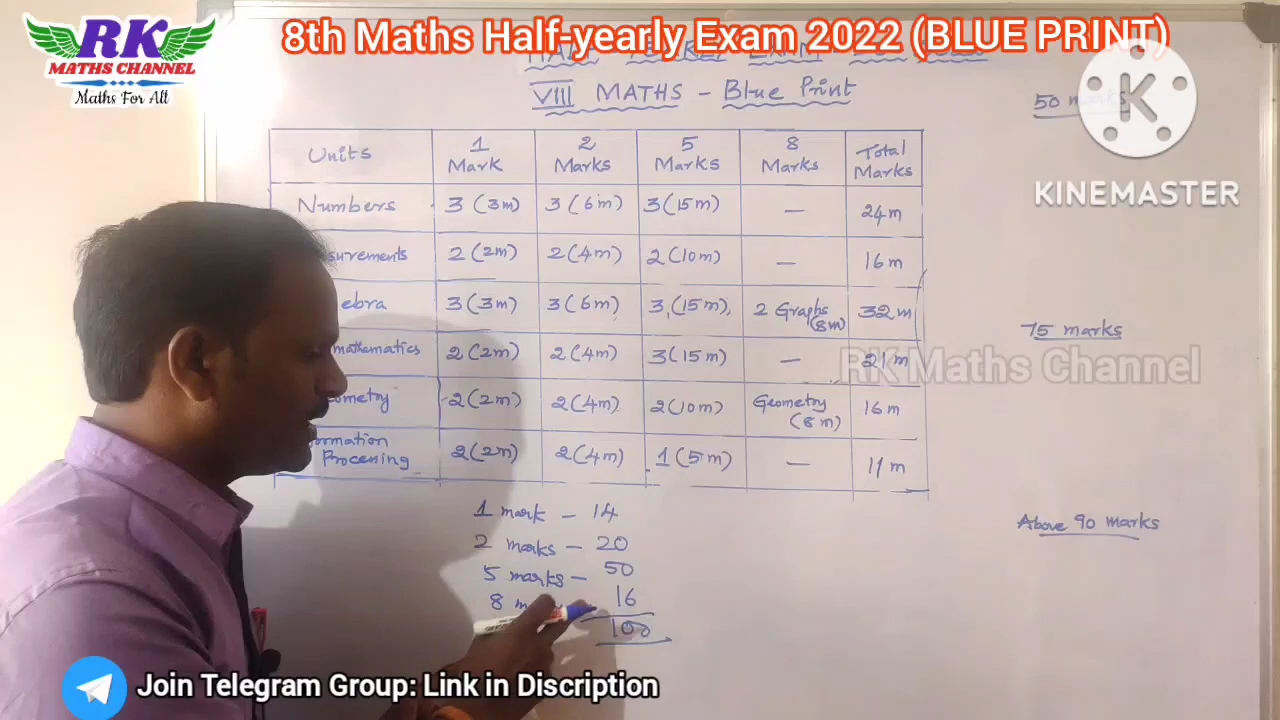 RK
MATHS CHANNEL
Maths For All
8th Maths Half-yearly Exam 2022 (BLUE PRINT)
VIII MATHS - Blue Print
50 marks
K
KINEMASTER
Units 1 Mark 2 Marks 5 Marks 8 Marks Total Marks
Numbers 3 (3m) 3 (6m) 3 (15m) — 24m
surements 2 (2m) 2 (4m) 2 (10m) — 16m
ebra 3 (3m) 3 (6m) 3 (15m) 2 Graphs (8m) 32m
mathematics 2 (2m) 2 (4m) 3 (15m) — 21m
ometry 2 (2m) 2 (4m) 2 (10m) Geometry (8m) 16m
ormation Procening 2 (2m) 2 (4m) 1 (5m) — 11m
75 marks
RK Maths Channel
1 mark - 14
2 marks - 20
5 marks - 50
8 m 16
100
Above 90 marks
Join Telegram Group: Link in Discription